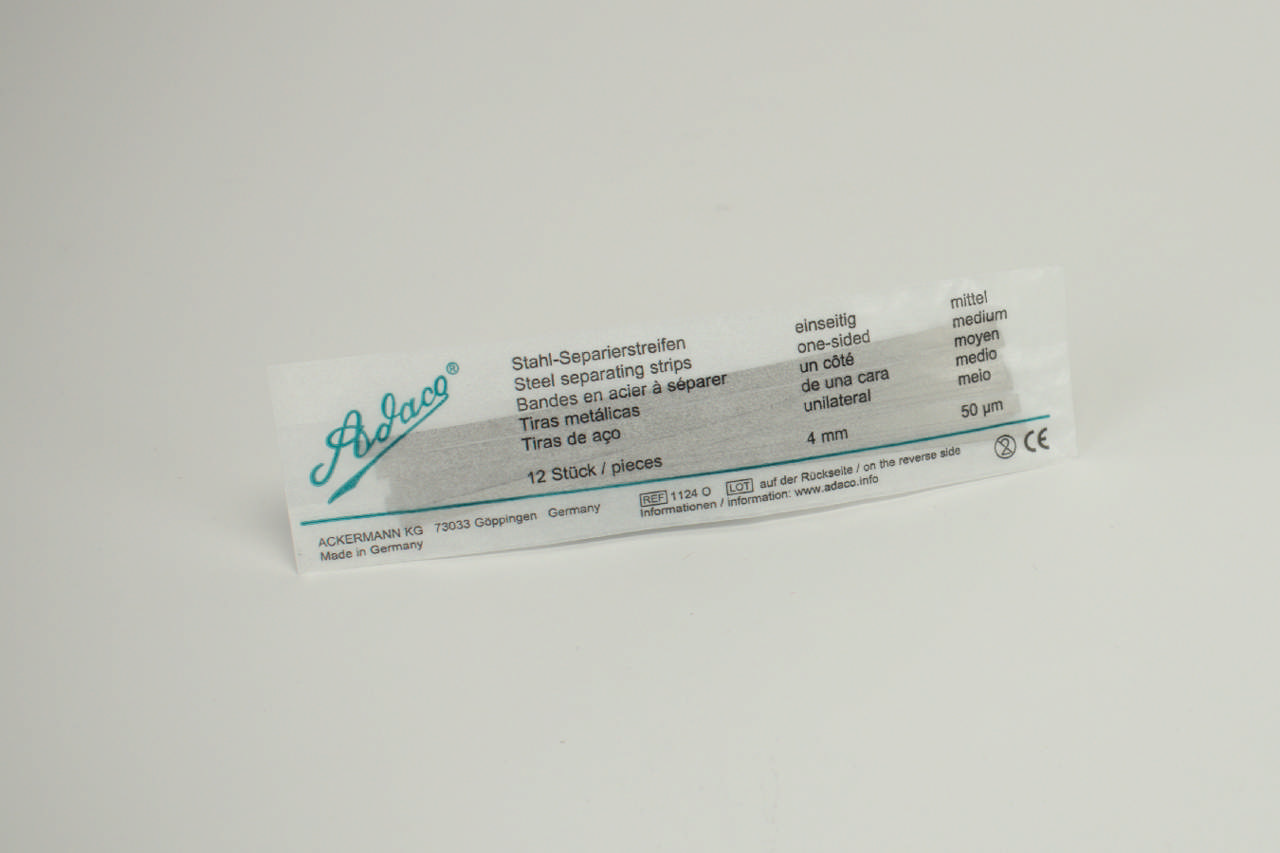 Adaco®
Stahl-Separierstreifen einseitig mittel
Steel separating strips one-sided medium
Bandes en acier à séparer un côté moyen
Tiras metálicas de una cara medio
Tiras de aço unilateral meio
12 Stück / pieces 4 mm 50 µm
ACKERMANN KG 73033 Göppingen Germany
Made in Germany
REF 1124 O LOT auf der Rückseite / on the reverse side
Informationen / information: www.adaco.info
2 CE